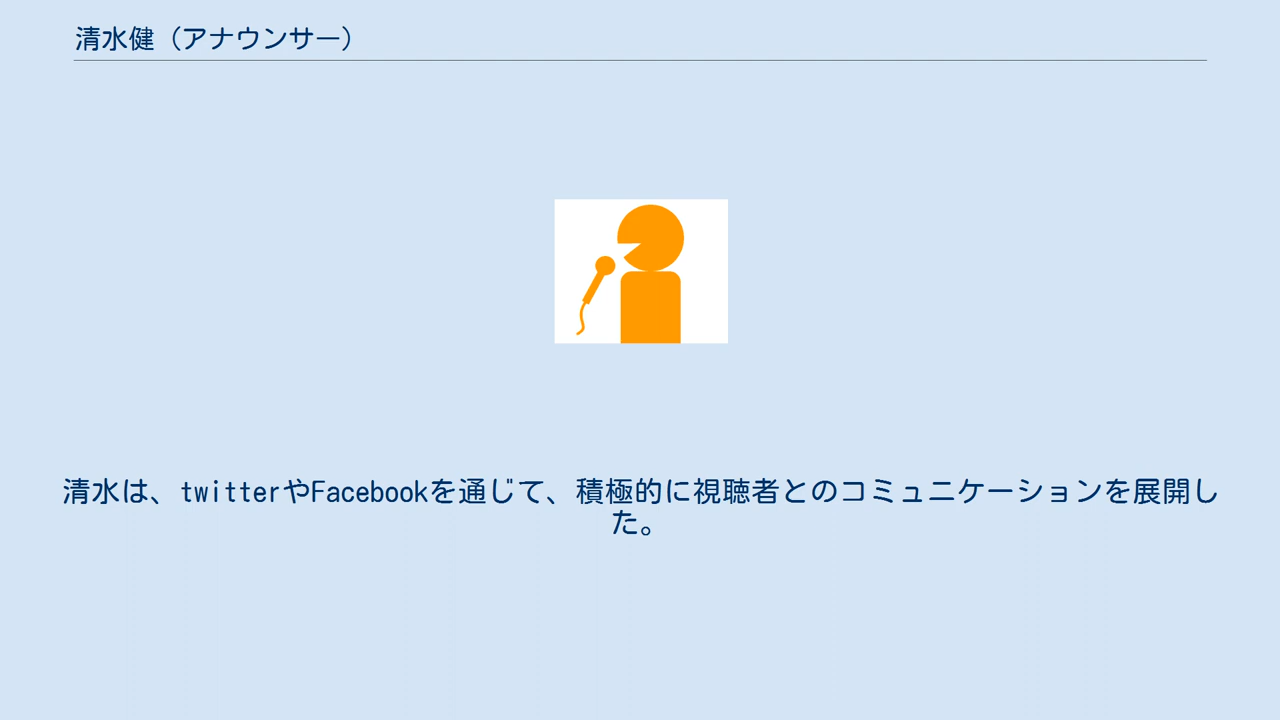 清水健（アナウンサー）
清水は、twitterやFacebookを通じて、積極的に視聴者とのコミュニケーションを展開し
た。